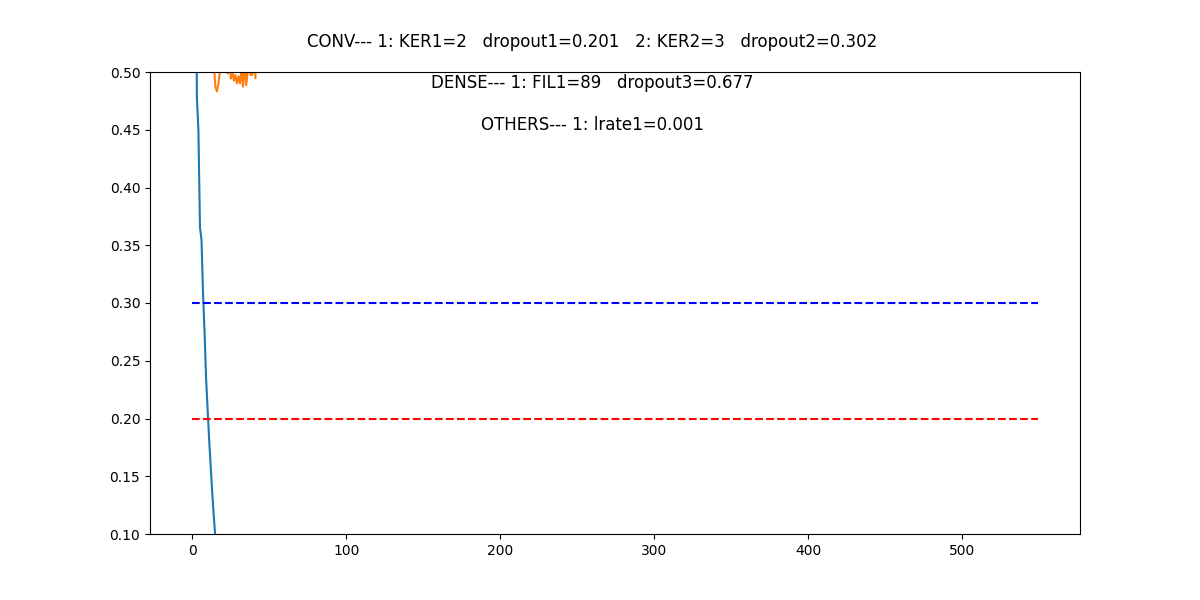 CONV--- 1: KER1=2   dropout1=0.201   2: KER2=3   dropout2=0.302
DENSE--- 1: FIL1=89   dropout3=0.677
OTHERS--- 1: lrate1=0.001
0.50
0.45
0.40
0.35
0.30
0.25
0.20
0.15
0.10
0 100 200 300 400 500